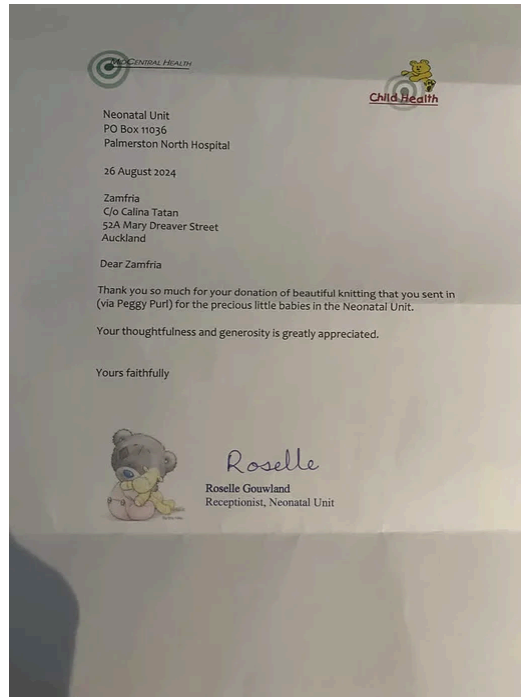 MidCentral Health
Child Health
Neonatal Unit
PO Box 11036
Palmerston North Hospital
26 August 2024
Zamfria
C/o Calina Tatan
52A Mary Dreaver Street
Auckland
Dear Zamfria
Thank you so much for your donation of beautiful knitting that you sent in
(via Peggy Purl) for the precious little babies in the Neonatal Unit.
Your thoughtfulness and generosity is greatly appreciated.
Yours faithfully
Roselle
Roselle Gouwland
Receptionist, Neonatal Unit